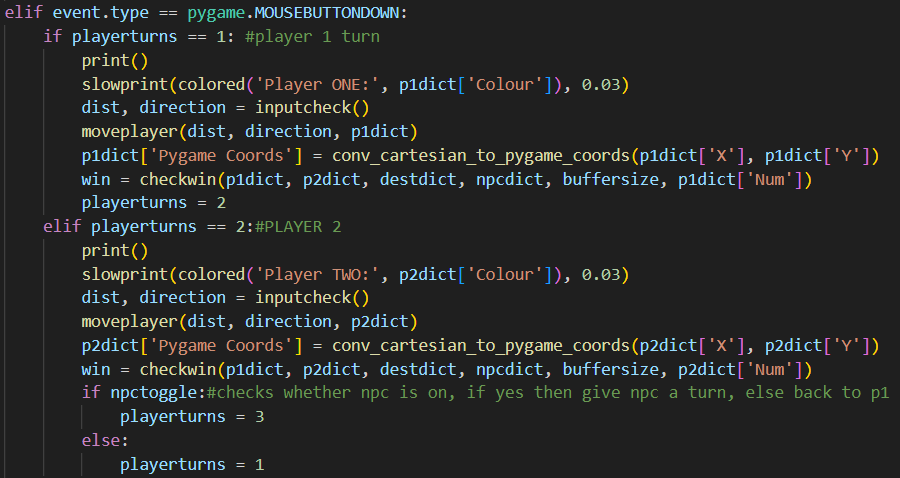 elif event.type == pygame.MOUSEBUTTONDOWN:
    if playerturns == 1: #player 1 turn
        print()
        slowprint(colored('Player ONE:', p1dict['Colour']), 0.03)
        dist, direction = inputcheck()
        moveplayer(dist, direction, p1dict)
        p1dict['Pygame Coords'] = conv_cartesian_to_pygame_coords(p1dict['X'], p1dict['Y'])
        win = checkwin(p1dict, p2dict, destdict, npcdict, buffersize, p1dict['Num'])
        playerturns = 2
    elif playerturns == 2:#PLAYER 2
        print()
        slowprint(colored('Player TWO:', p2dict['Colour']), 0.03)
        dist, direction = inputcheck()
        moveplayer(dist, direction, p2dict)
        p2dict['Pygame Coords'] = conv_cartesian_to_pygame_coords(p2dict['X'], p2dict['Y'])
        win = checkwin(p1dict, p2dict, destdict, npcdict, buffersize, p2dict['Num'])
        if npctoggle:#checks whether npc is on, if yes then give npc a turn, else back to p1
            playerturns = 3
        else:
            playerturns = 1